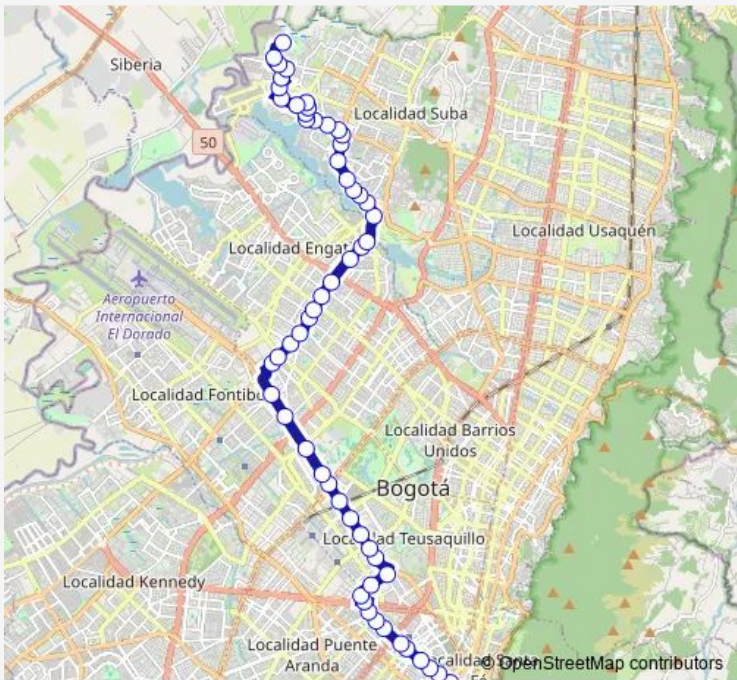 Siberia
Localidad Suba
50
Localidad Usaquén
Localidad Engat
Aeropuerto
Internacional
El Dorado
Localidad Fontibo
Localidad Barrios
Unidos
Bogotá
Localidad Teusaquillo
Localidad Kennedy
Localidad Puente
Aranda
© OpenStreetMap contributors